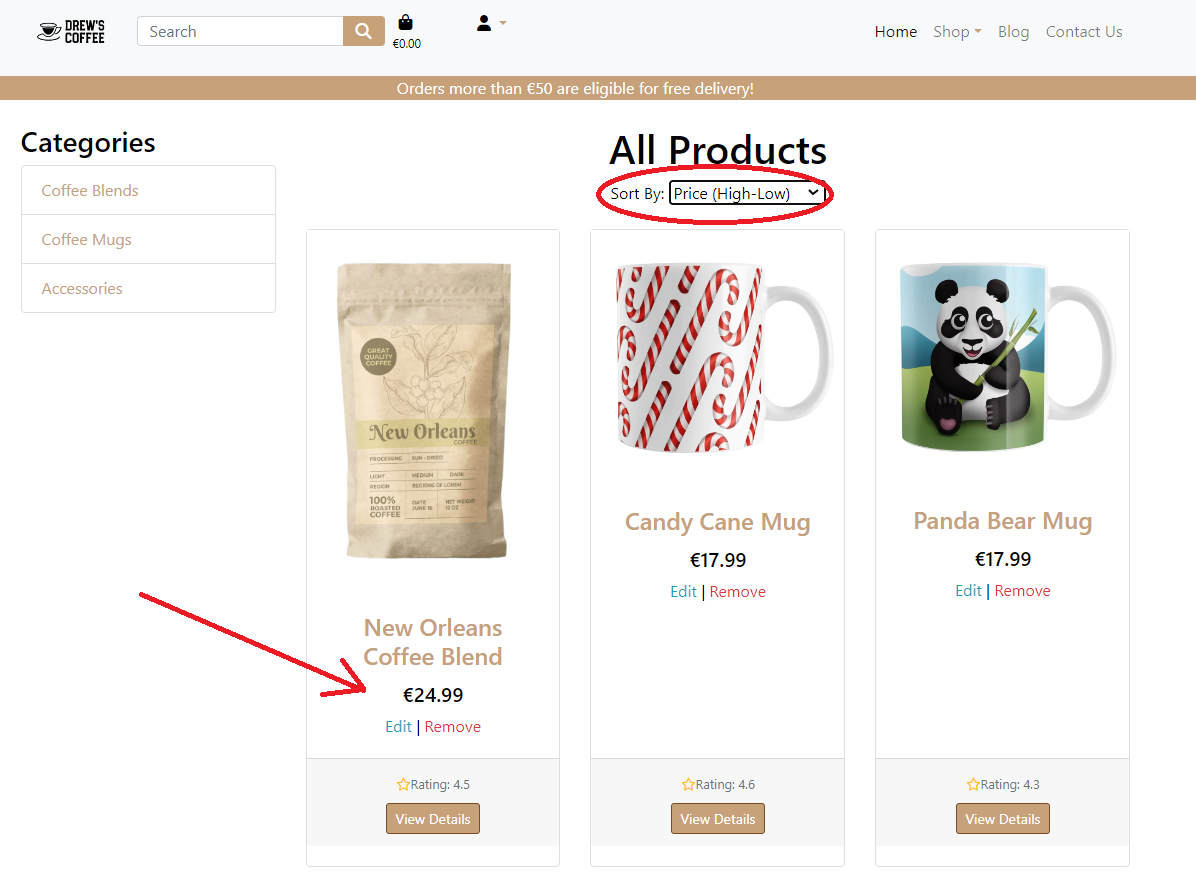 DREW'S
COFFEE
Search
€0.00
Home
Shop
Blog
Contact Us
Orders more than €50 are eligible for free delivery!
Categories
Coffee Blends
Coffee Mugs
Accessories
All Products
Sort By: Price (High-Low)
GREAT
QUALITY
COFFEE
New Orleans
COFFEE
PROCESSING SUN - DRIED
LIGHT MEDIUM DARK
REGION REGIONS OF LOREM
100%
ROASTED
COFFEE
DATE
JUNE 16
NET WEIGHT
12 OZ
New Orleans
Coffee Blend
€24.99
Edit | Remove
Rating: 4.5
View Details
Candy Cane Mug
€17.99
Edit | Remove
Rating: 4.6
View Details
Panda Bear Mug
€17.99
Edit | Remove
Rating: 4.3
View Details